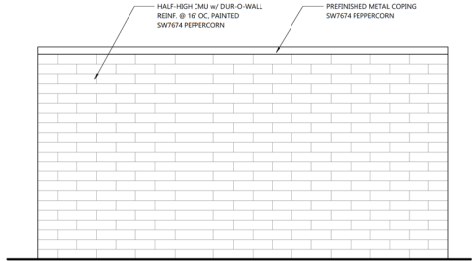 HALF-HIGH CMU w/ DUR-O-WALL
REINF. @ 16' OC, PAINTED
SW7674 PEPPERCORN
PREFINISHED METAL COPING
SW7674 PEPPERCORN